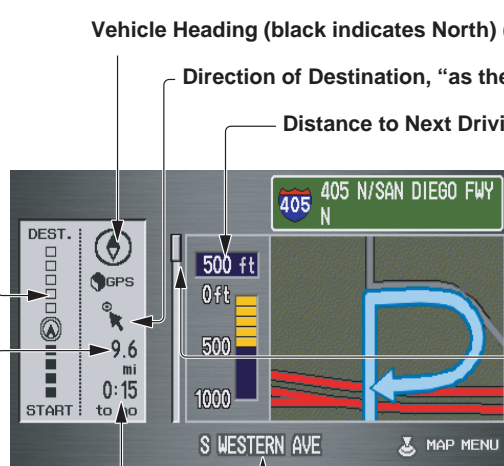 Vehicle Heading (black indicates North) (
Direction of Destination, “as the
Distance to Next Drivi
405 405 N/SAN DIEGO FWY
N
DEST.
GPS
9.6
mi
0:15
to go
START
500 ft
0ft
500
1000
S WESTERN AVE
MAP MENU